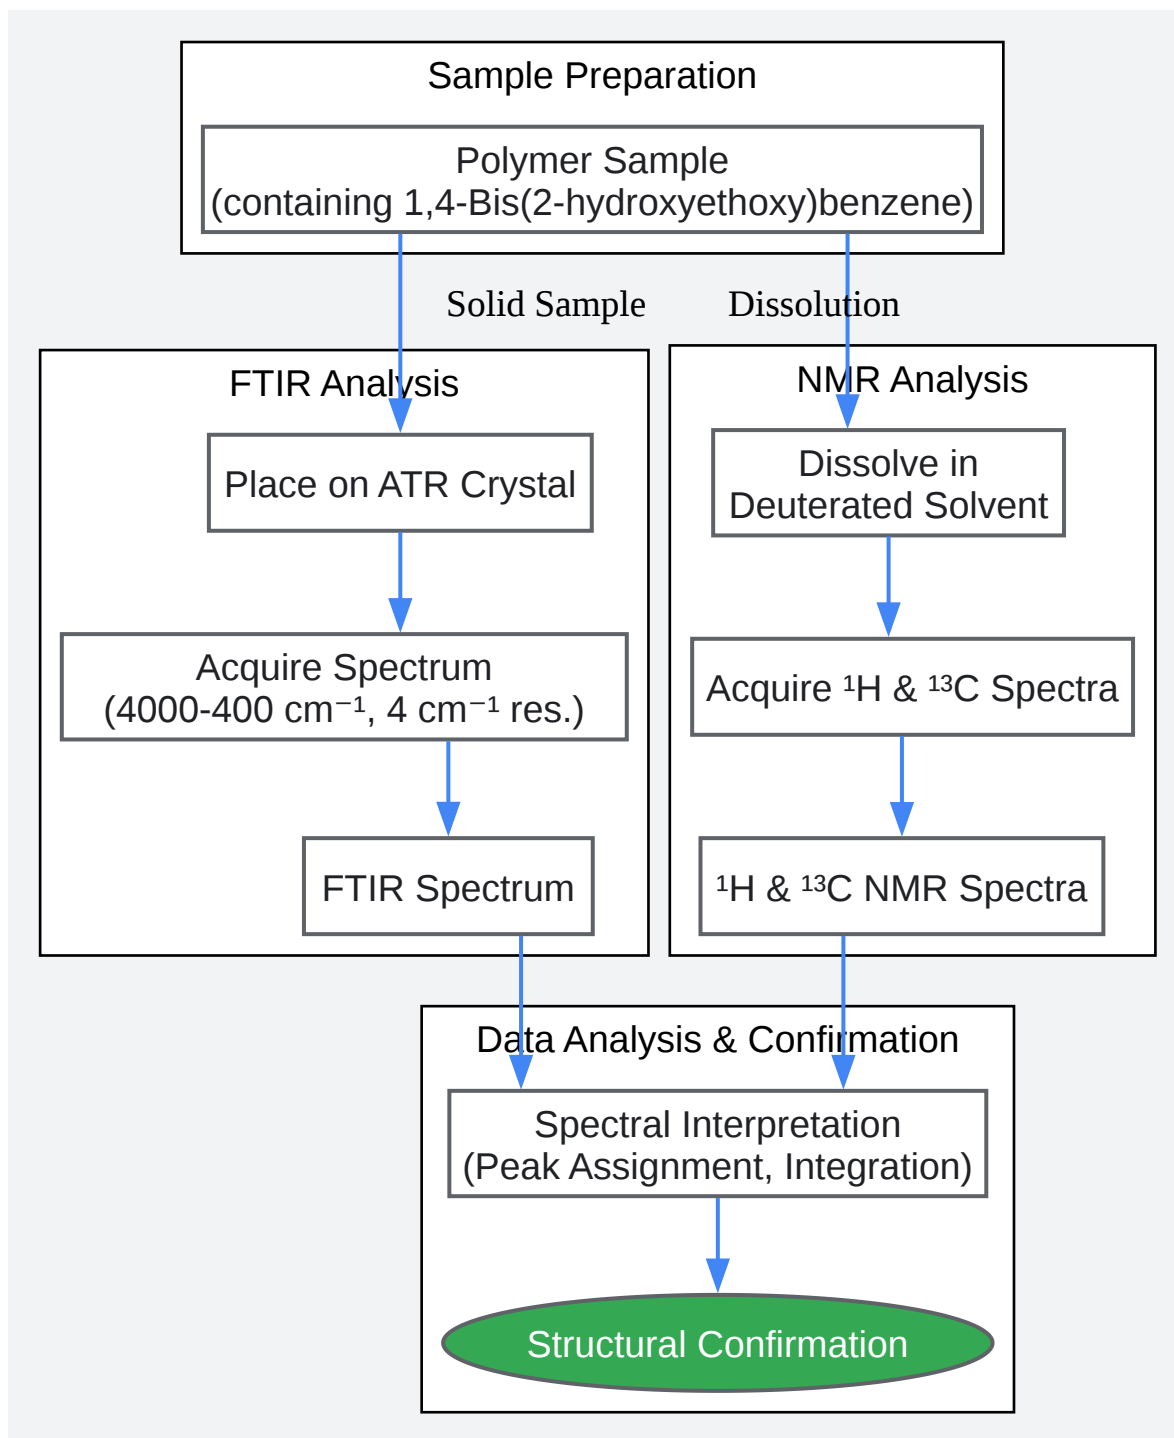 Sample Preparation
Polymer Sample
(containing 1,4-Bis(2-hydroxyethoxy)benzene)
Solid Sample
Dissolution
FTIR Analysis
Place on ATR Crystal
Acquire Spectrum
(4000-400 cm⁻¹, 4 cm⁻¹ res.)
FTIR Spectrum
NMR Analysis
Dissolve in
Deuterated Solvent
Acquire ¹H & ¹³C Spectra
¹H & ¹³C NMR Spectra
Data Analysis & Confirmation
Spectral Interpretation
(Peak Assignment, Integration)
Structural Confirmation